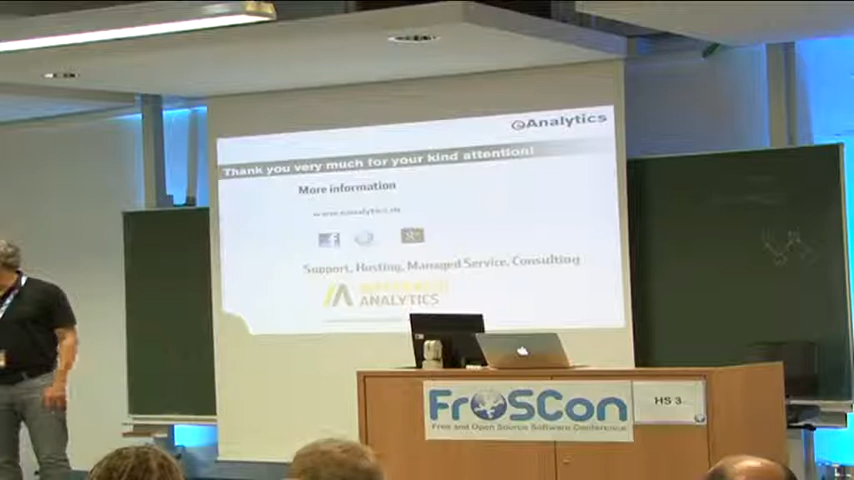 Analytics
Thank you very much for your kind attention!
More information
Support, Hosting, Managed Service, Consulting
ANALYTICS
FrOSCon
Free and Open Source Software Conference
HS 3